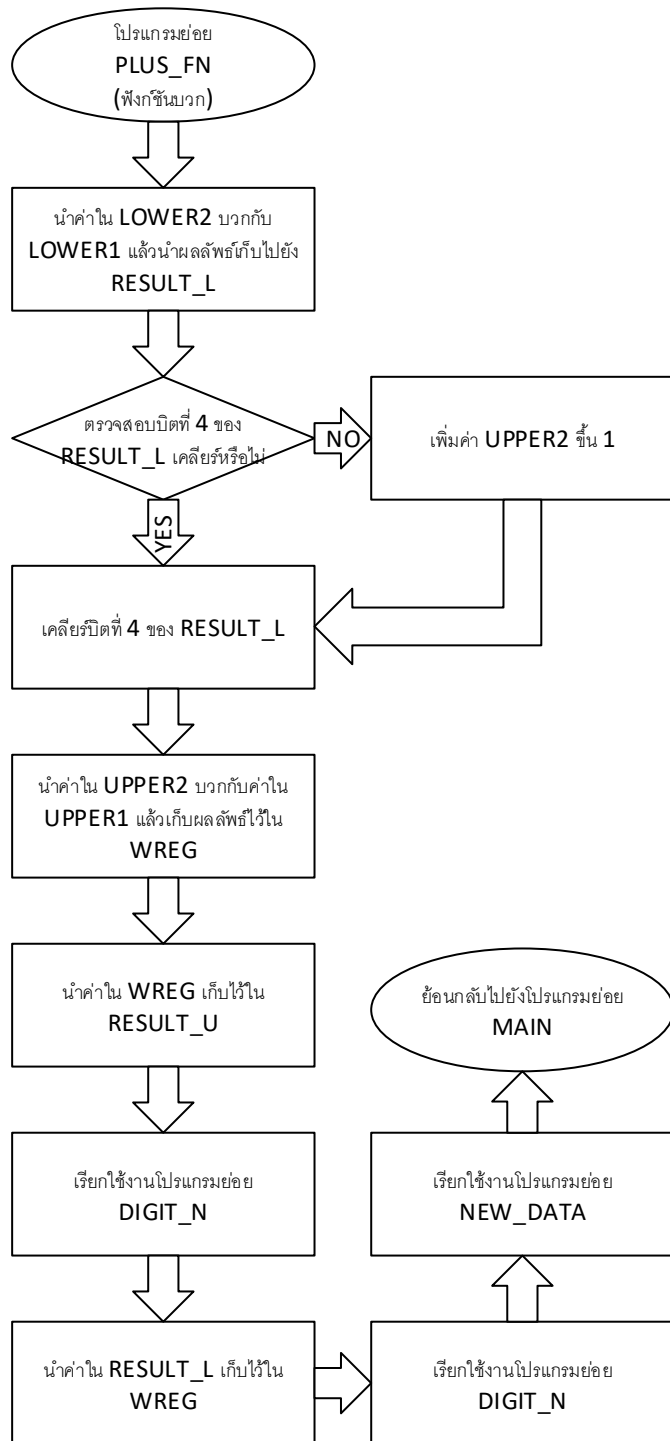 โปรแกรมย่อย
PLUS_FN
(ฟังก์ชันบวก)
นำค่าใน LOWER2 บวกกับ
LOWER1 แล้วนำผลลัพธ์เก็บไปยัง
RESULT_L
ตรวจสอบบิตที่ 4 ของ
RESULT_L เคลียร์หรือไม่
NO
เพิ่มค่า UPPER2 ขึ้น 1
YES
เคลียร์บิตที่ 4 ของ RESULT_L
นำค่าใน UPPER2 บวกกับค่าใน
UPPER1 แล้วเก็บผลลัพธ์ไว้ใน
WREG
นำค่าใน WREG เก็บไว้ใน
RESULT_U
เรียกใช้งานโปรแกรมย่อย
DIGIT_N
นำค่าใน RESULT_L เก็บไว้ใน
WREG
เรียกใช้งานโปรแกรมย่อย
DIGIT_N
เรียกใช้งานโปรแกรมย่อย
NEW_DATA
ย้อนกลับไปยังโปรแกรมย่อย
MAIN